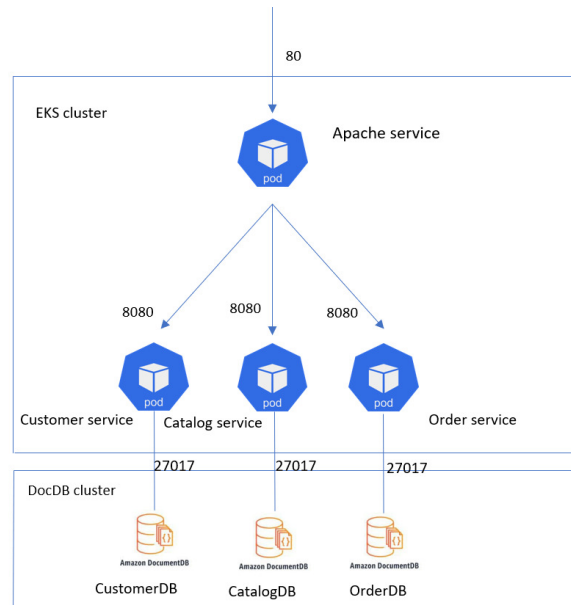 80
EKS cluster
Apache service
pod
8080
8080
8080
pod
pod
pod
Customer service
Catalog service
Order service
27017
27017
27017
DocDB cluster
{}
{}
{}
Amazon DocumentDB
Amazon DocumentDB
Amazon DocumentDB
CustomerDB
CatalogDB
OrderDB